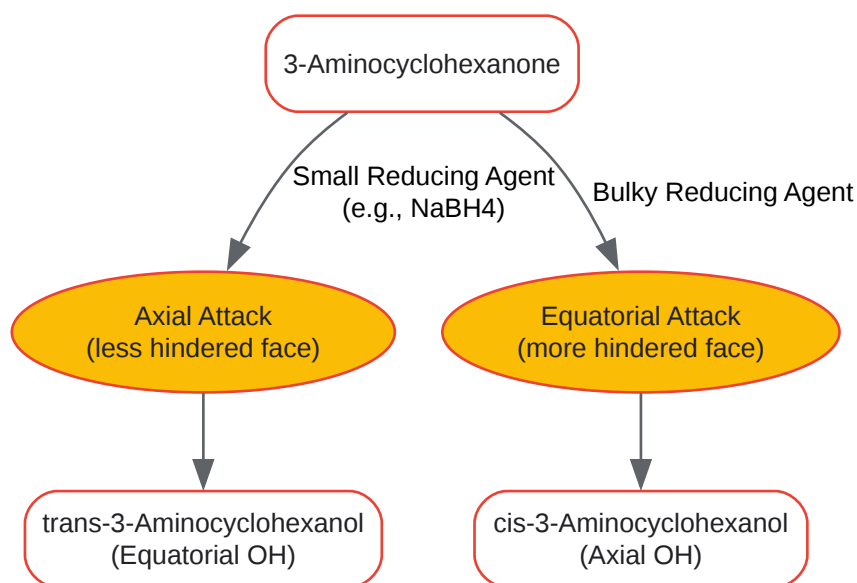 3-Aminocyclohexanone
Small Reducing Agent
(e.g., NaBH4)
Bulky Reducing Agent
Axial Attack
(less hindered face)
Equatorial Attack
(more hindered face)
trans-3-Aminocyclohexanol
(Equatorial OH)
cis-3-Aminocyclohexanol
(Axial OH)